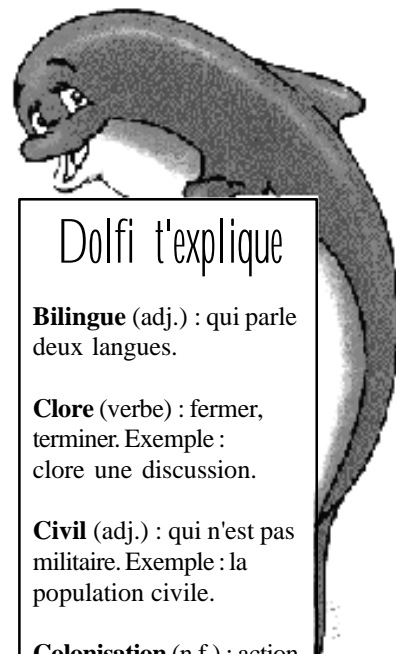 Dolfi t'explique
Bilingue (adj.) : qui parle
deux langues.
Clore (verbe) : fermer,
terminer. Exemple :
clore une discussion.
Civil (adj.) : qui n'est pas
militaire. Exemple : la
population civile.
Colonisation (n.f.) : action